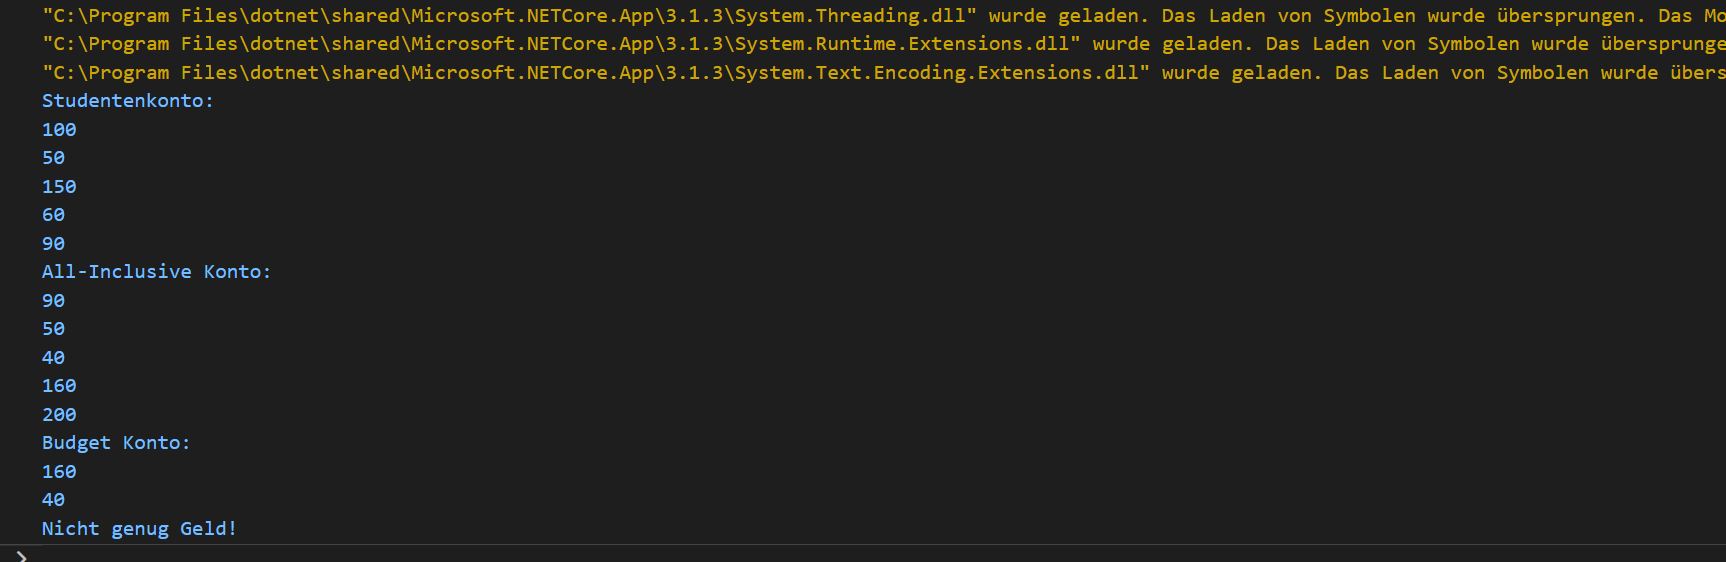 "C:\Program Files\dotnet\shared\Microsoft.NETCore.App\3.1.3\System.Threading.dll" wurde geladen. Das Laden von Symbolen wurde übersprungen. Das Mo
"C:\Program Files\dotnet\shared\Microsoft.NETCore.App\3.1.3\System.Runtime.Extensions.dll" wurde geladen. Das Laden von Symbolen wurde übersprunge
"C:\Program Files\dotnet\shared\Microsoft.NETCore.App\3.1.3\System.Text.Encoding.Extensions.dll" wurde geladen. Das Laden von Symbolen wurde übers
Studentenkonto:
100
50
150
60
90
All-Inclusive Konto:
90
50
40
160
200
Budget Konto:
160
40
Nicht genug Geld!